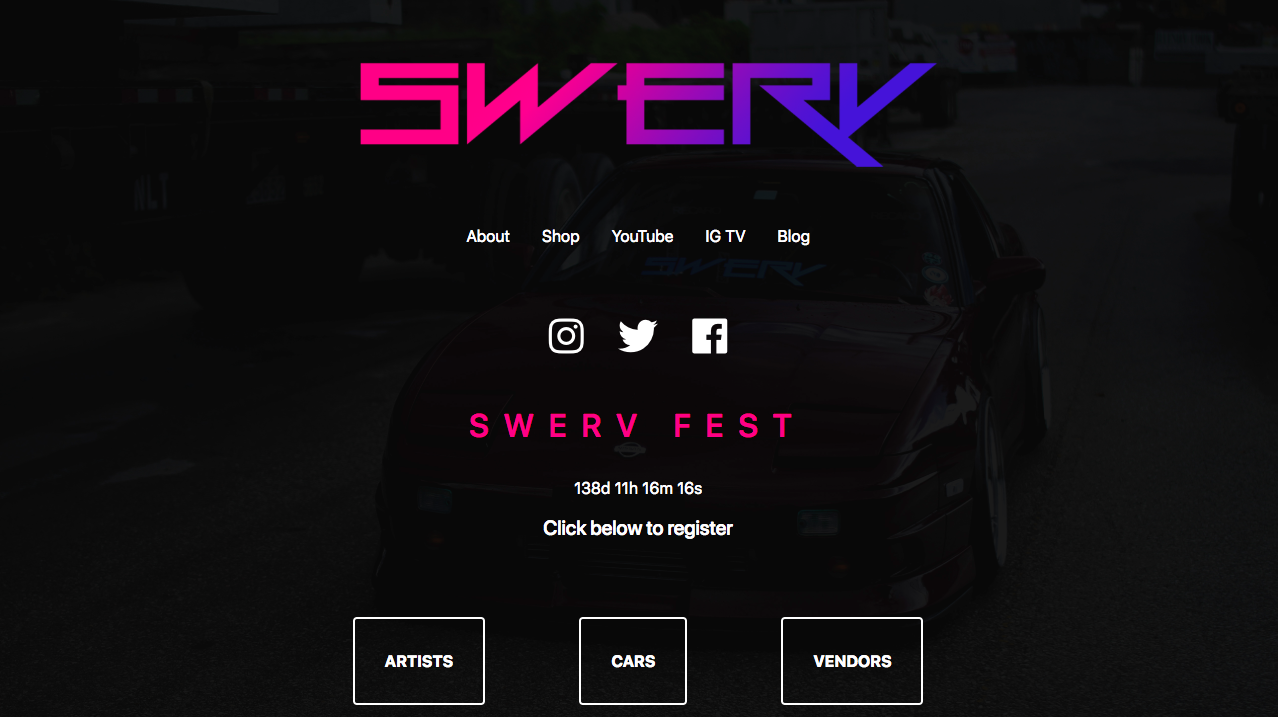 SWERV
About Shop YouTube IG TV Blog
SWERV
SWERV FEST
138d 11h 16m 16s
Click below to register
ARTISTS CARS VENDORS